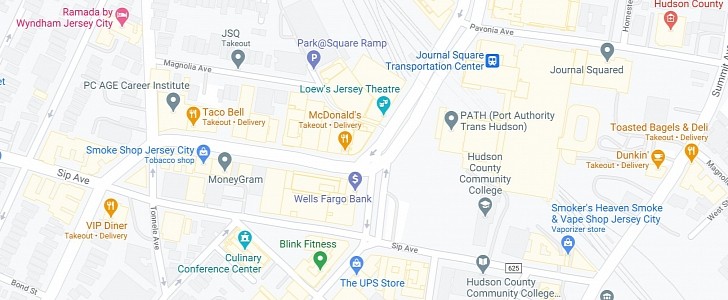 Ramada by
Wyndham Jersey City
JSQ
Takeout
Park@Square Ramp
Pavonia Ave
Homeste
Hudson County
Magnolia Ave
Journal Square
Transportation Center
Journal Squared
Summit Ave
PC AGE Career Institute
Loew's Jersey Theatre
Taco Bell
Takeout • Delivery
McDonald's
Takeout • Delivery
PATH (Port Authority
Trans Hudson)
Toasted Bagels & Deli
Takeout • Delivery
Smoke Shop Jersey City
Tobacco shop
Hudson
County
Community
College
Dunkin'
Takeout • Delivery
Magnolia
Sip Ave
MoneyGram
Wells Fargo Bank
West St
VIP Diner
Takeout • Delivery
Tonnele Ave
Smoker's Heaven Smoke
& Vape Shop Jersey City
Vaporizer store
Culinary
Conference Center
Blink Fitness
Sip Ave
625
Bond St
The UPS Store
Hudson County
Community College...